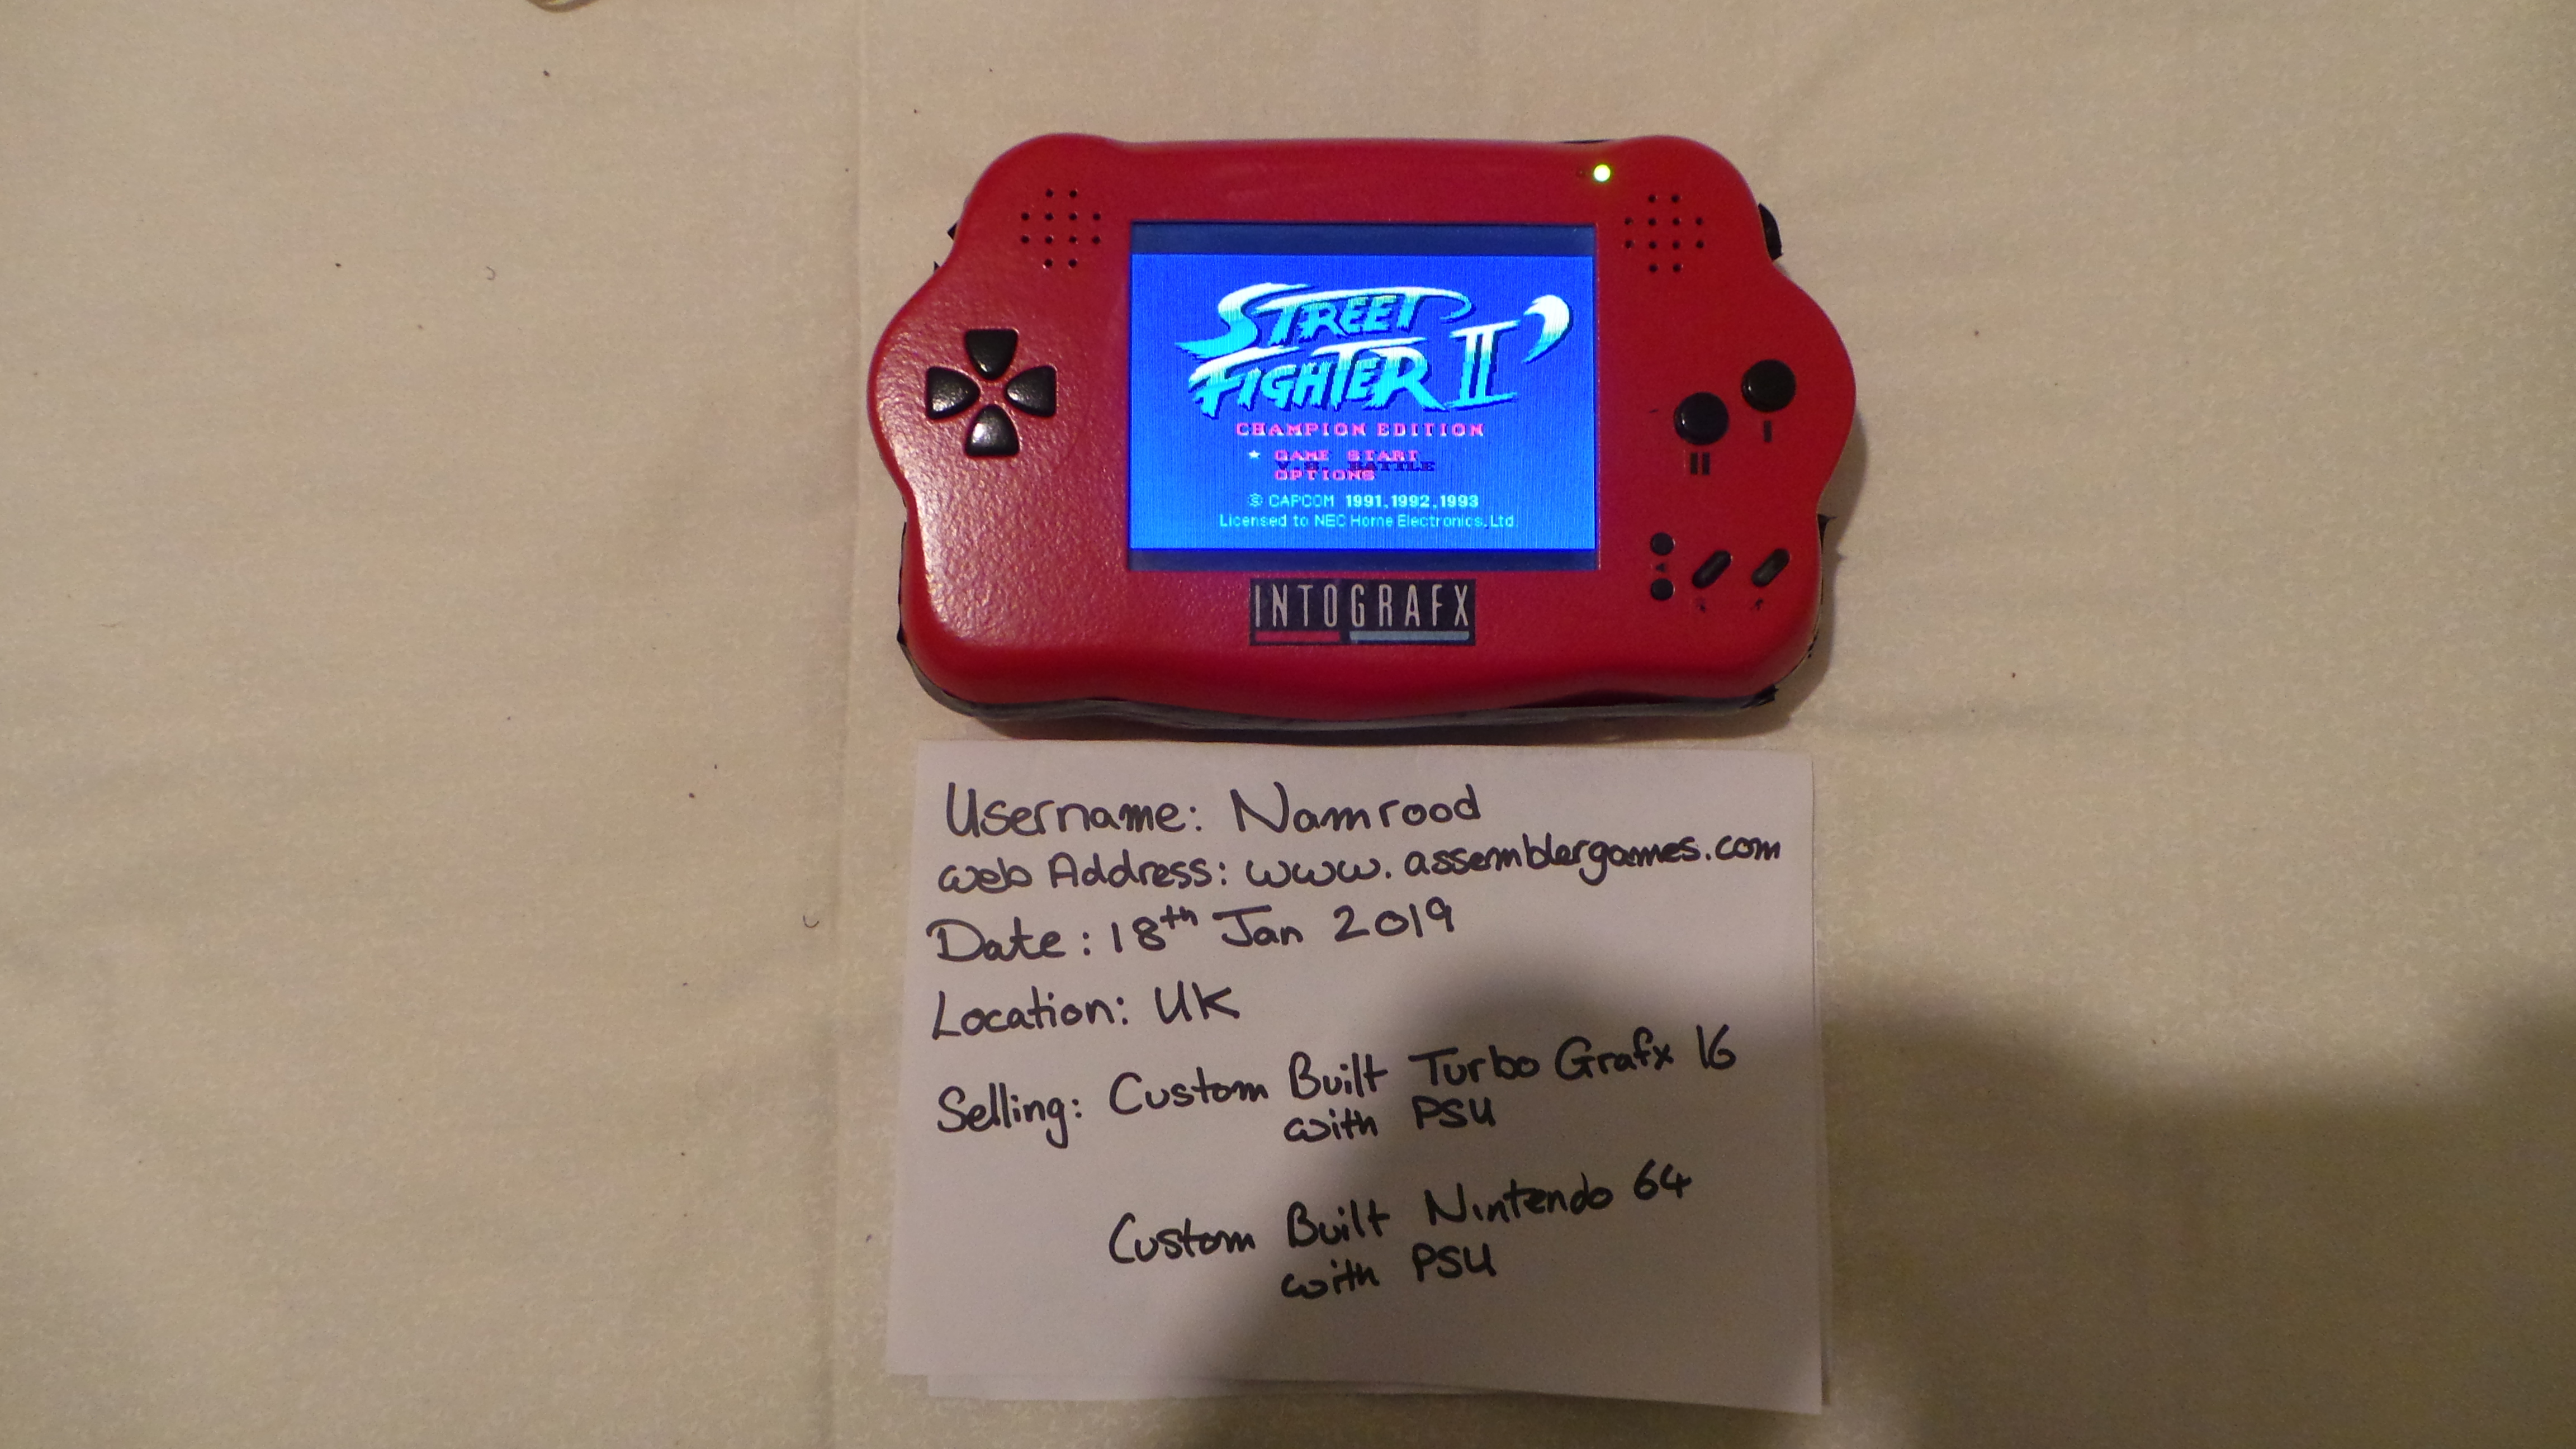 STREET
FIGHTER II'
CHAMPION EDITION
GAME START
V.S. BATTLE
OPTIONS
© CAPCOM 1991,1992,1993
Licensed to NEC Home Electronics,Ltd.
I
II
INTOGRAFX
Username: Namrood
Web Address: www.assemblergames.com
Date: 18th Jan 2019
Location: UK
Selling: Custom Built Turbo Grafx 16
with PSU
Custom Built Nintendo 64
with PSU